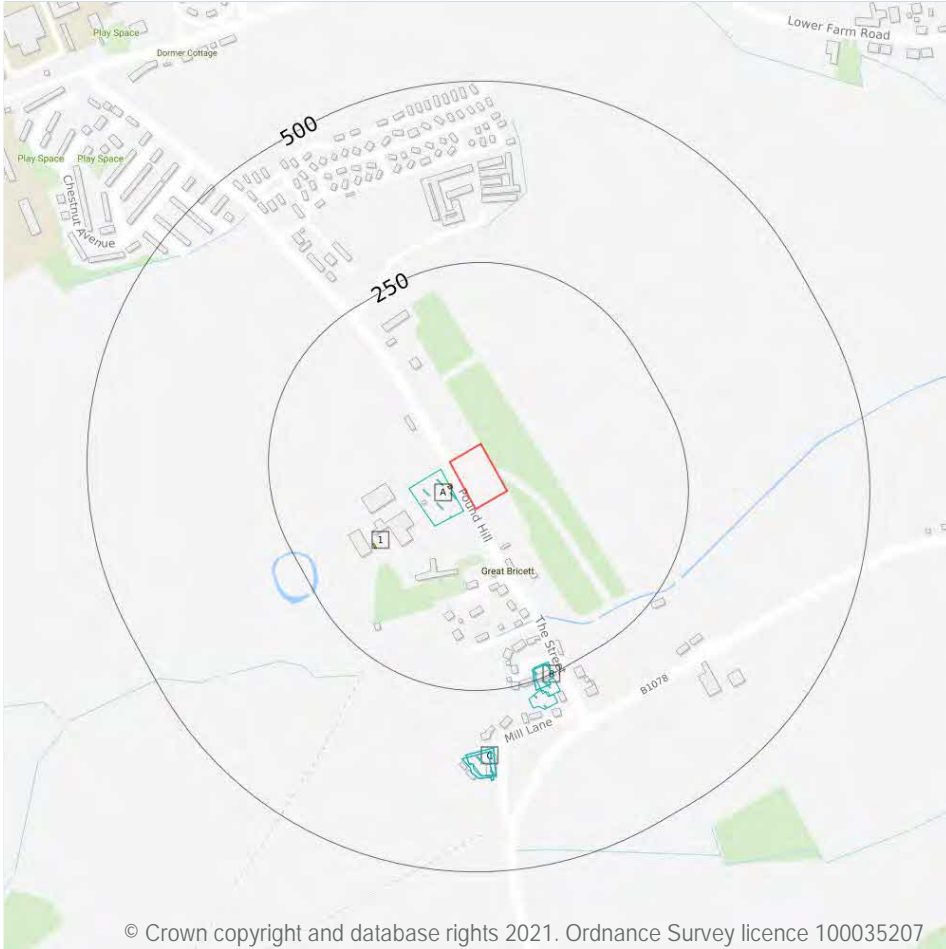 Play Space
Dormer Cottage
Lower Farm Road
500
Play Space
Play Space
Chestnut Avenue
250
A
Pound Hill
1
Great Bricett
The Street
B
B1078
Mill Lane
C
© Crown copyright and database rights 2021. Ordnance Survey licence 100035207